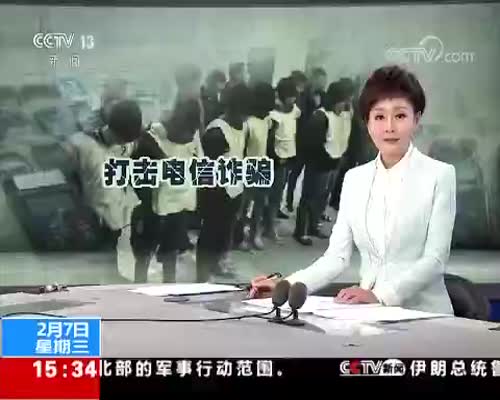 CCTV 13
新闻
CCTV.com
打击电信诈骗
2月7日
星期三
15:34
北部的军事行动范围。 CCTV新闻 伊朗总统鲁